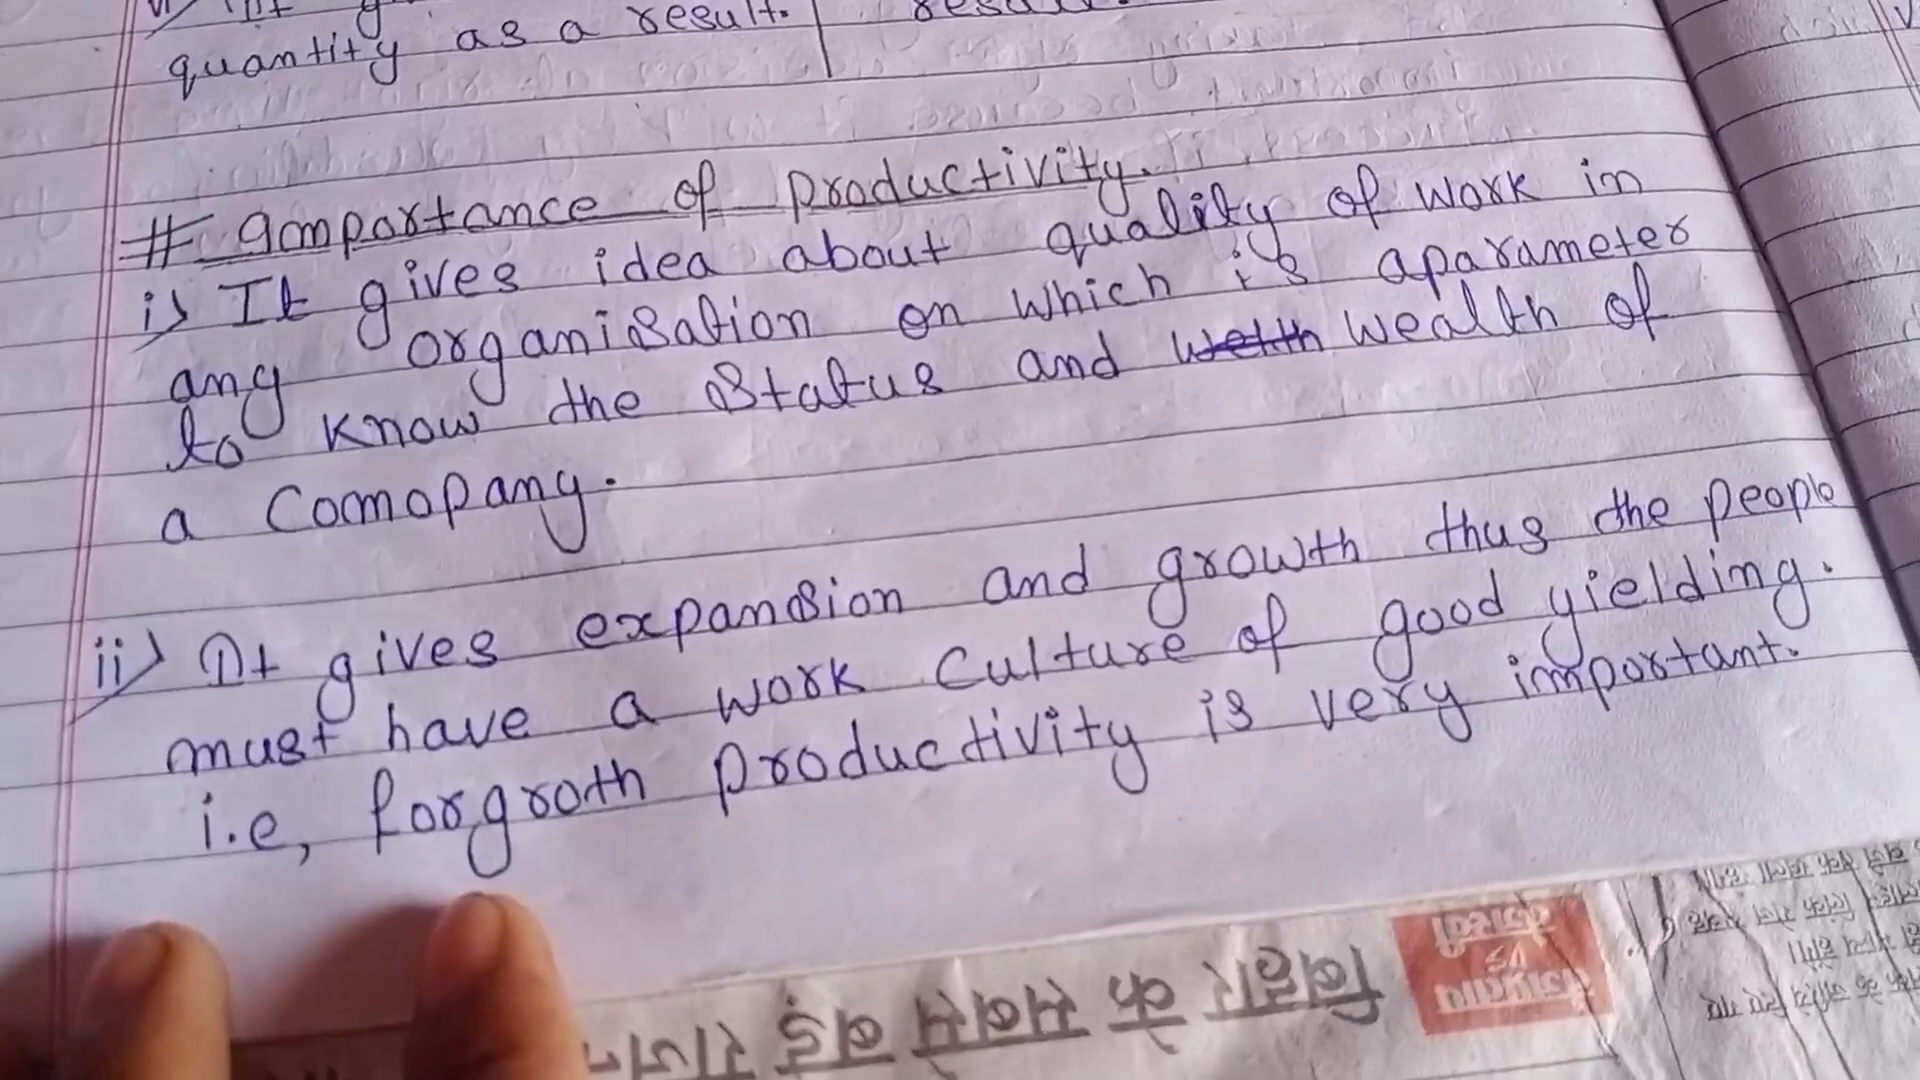 quantity as a result.
# Importance of productivity.
i) It gives idea about quality of work in
any organisation on which is aparameter
to know the status and wealth of
a Comopany.
ii) It gives expansion and growth thus the people
must have a work culture of good yielding.
i.e, forgroth productivity is very important.
बिहार के सबसे बड़े